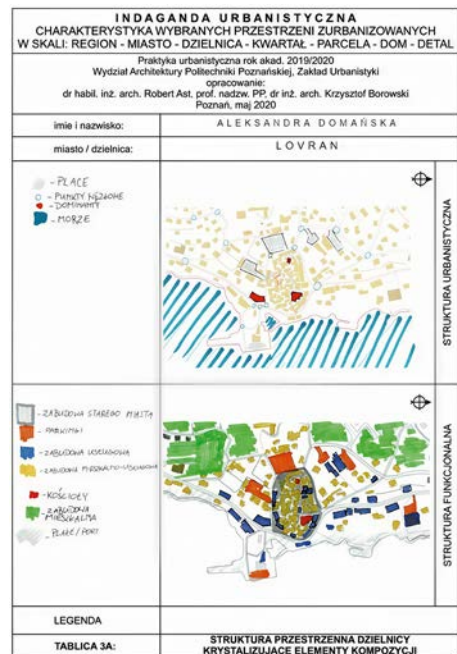 INDAGANDA URBANISTYCZNA
CHARAKTERYSTYKA WYBRANYCH PRZESTRZENI ZURBANIZOWANYCH
W SKALI: REGION - MIASTO - DZIELNICA - KWARTAŁ - PARCELA - DOM - DETAL
Praktyka urbanistyczna rok akad. 2019/2020
Wydział Architektury Politechniki Poznańskiej, Zakład Urbanistyki
opracowanie:
dr habil. inż. arch. Robert Ast, prof. nadzw. PP, dr inż. arch. Krzysztof Borowski
Poznań, maj 2020
imie i nazwisko:
ALEKSANDRA DOMAŃSKA
miasto / dzielnica:
LOVRAN
- PLACE
- PUNKTY WĘZŁOWE
- DOMINANTY
- MORZE
STRUKTURA URBANISTYCZNA
- ZABUDOWA STAREGO MIASTA
- PARKINGI
- ZABUDOWA USŁUGOWA
- ZABUDOWA MIESZKALNO-USŁUGOWA
- KOŚCIOŁY
- ZABUDOWA MIESZKALNA
- PLAŻE/PORT
STRUKTURA FUNKCJONALNA
LEGENDA
TABLICA 3A:
STRUKTURA PRZESTRZENNA DZIELNICY
KRYSTALIZUJĄCE ELEMENTY KOMPOZYCJI